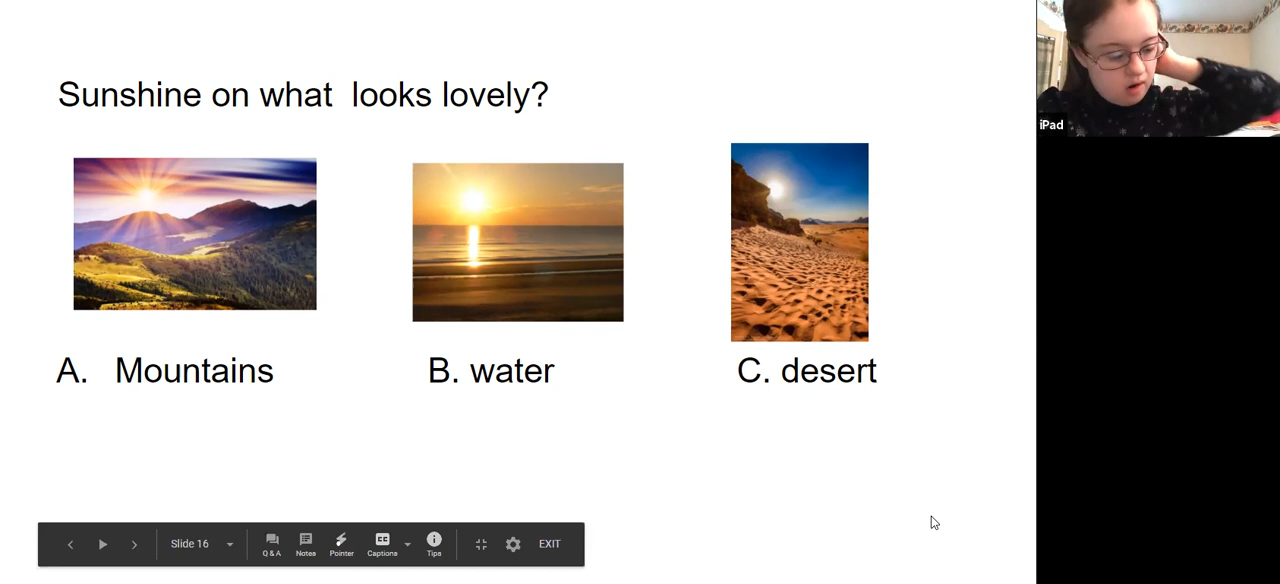 Sunshine on what  looks lovely?
A. Mountains
B. water
C. desert
iPad
Slide 16
Q & A
Notes
Pointer
Captions
Tips
EXIT